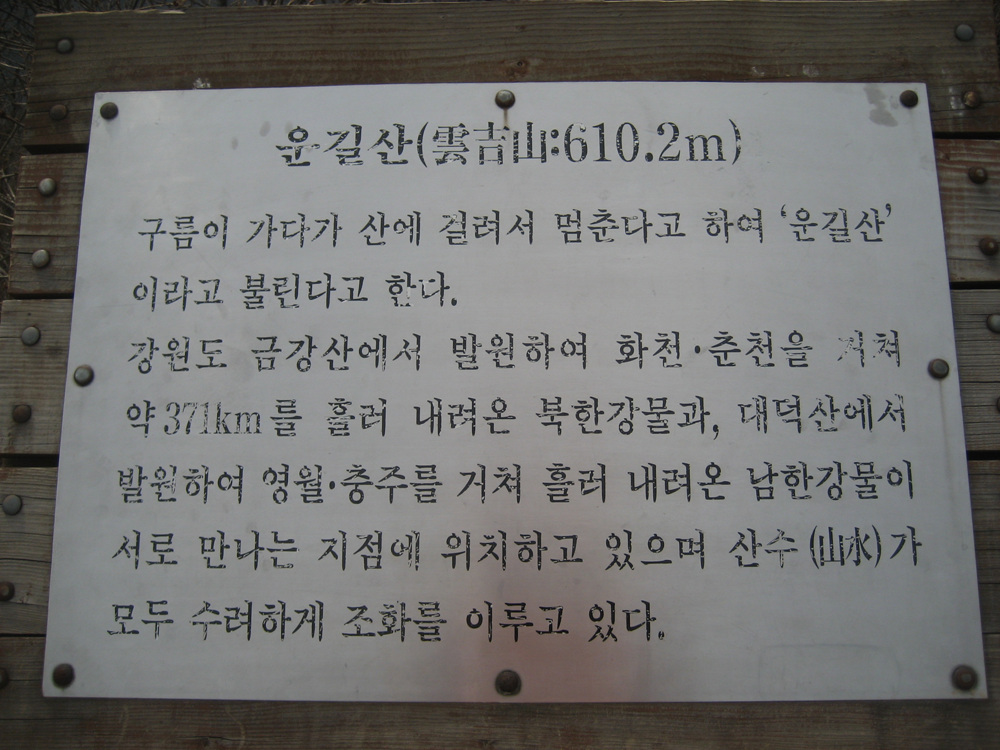 운길산(雲吉山:610.2m)
구름이 가다가 산에 걸려서 멈춘다고 하여 ‘운길산’
이라고 불린다고 한다.
강원도 금강산에서 발원하여 화천·춘천을 거쳐
약 371km를 흘러 내려온 북한강물과, 대덕산에서
발원하여 영월·충주를 거쳐 흘러 내려온 남한강물이
서로 만나는 지점에 위치하고 있으며 산수(山水)가
모두 수려하게 조화를 이루고 있다.